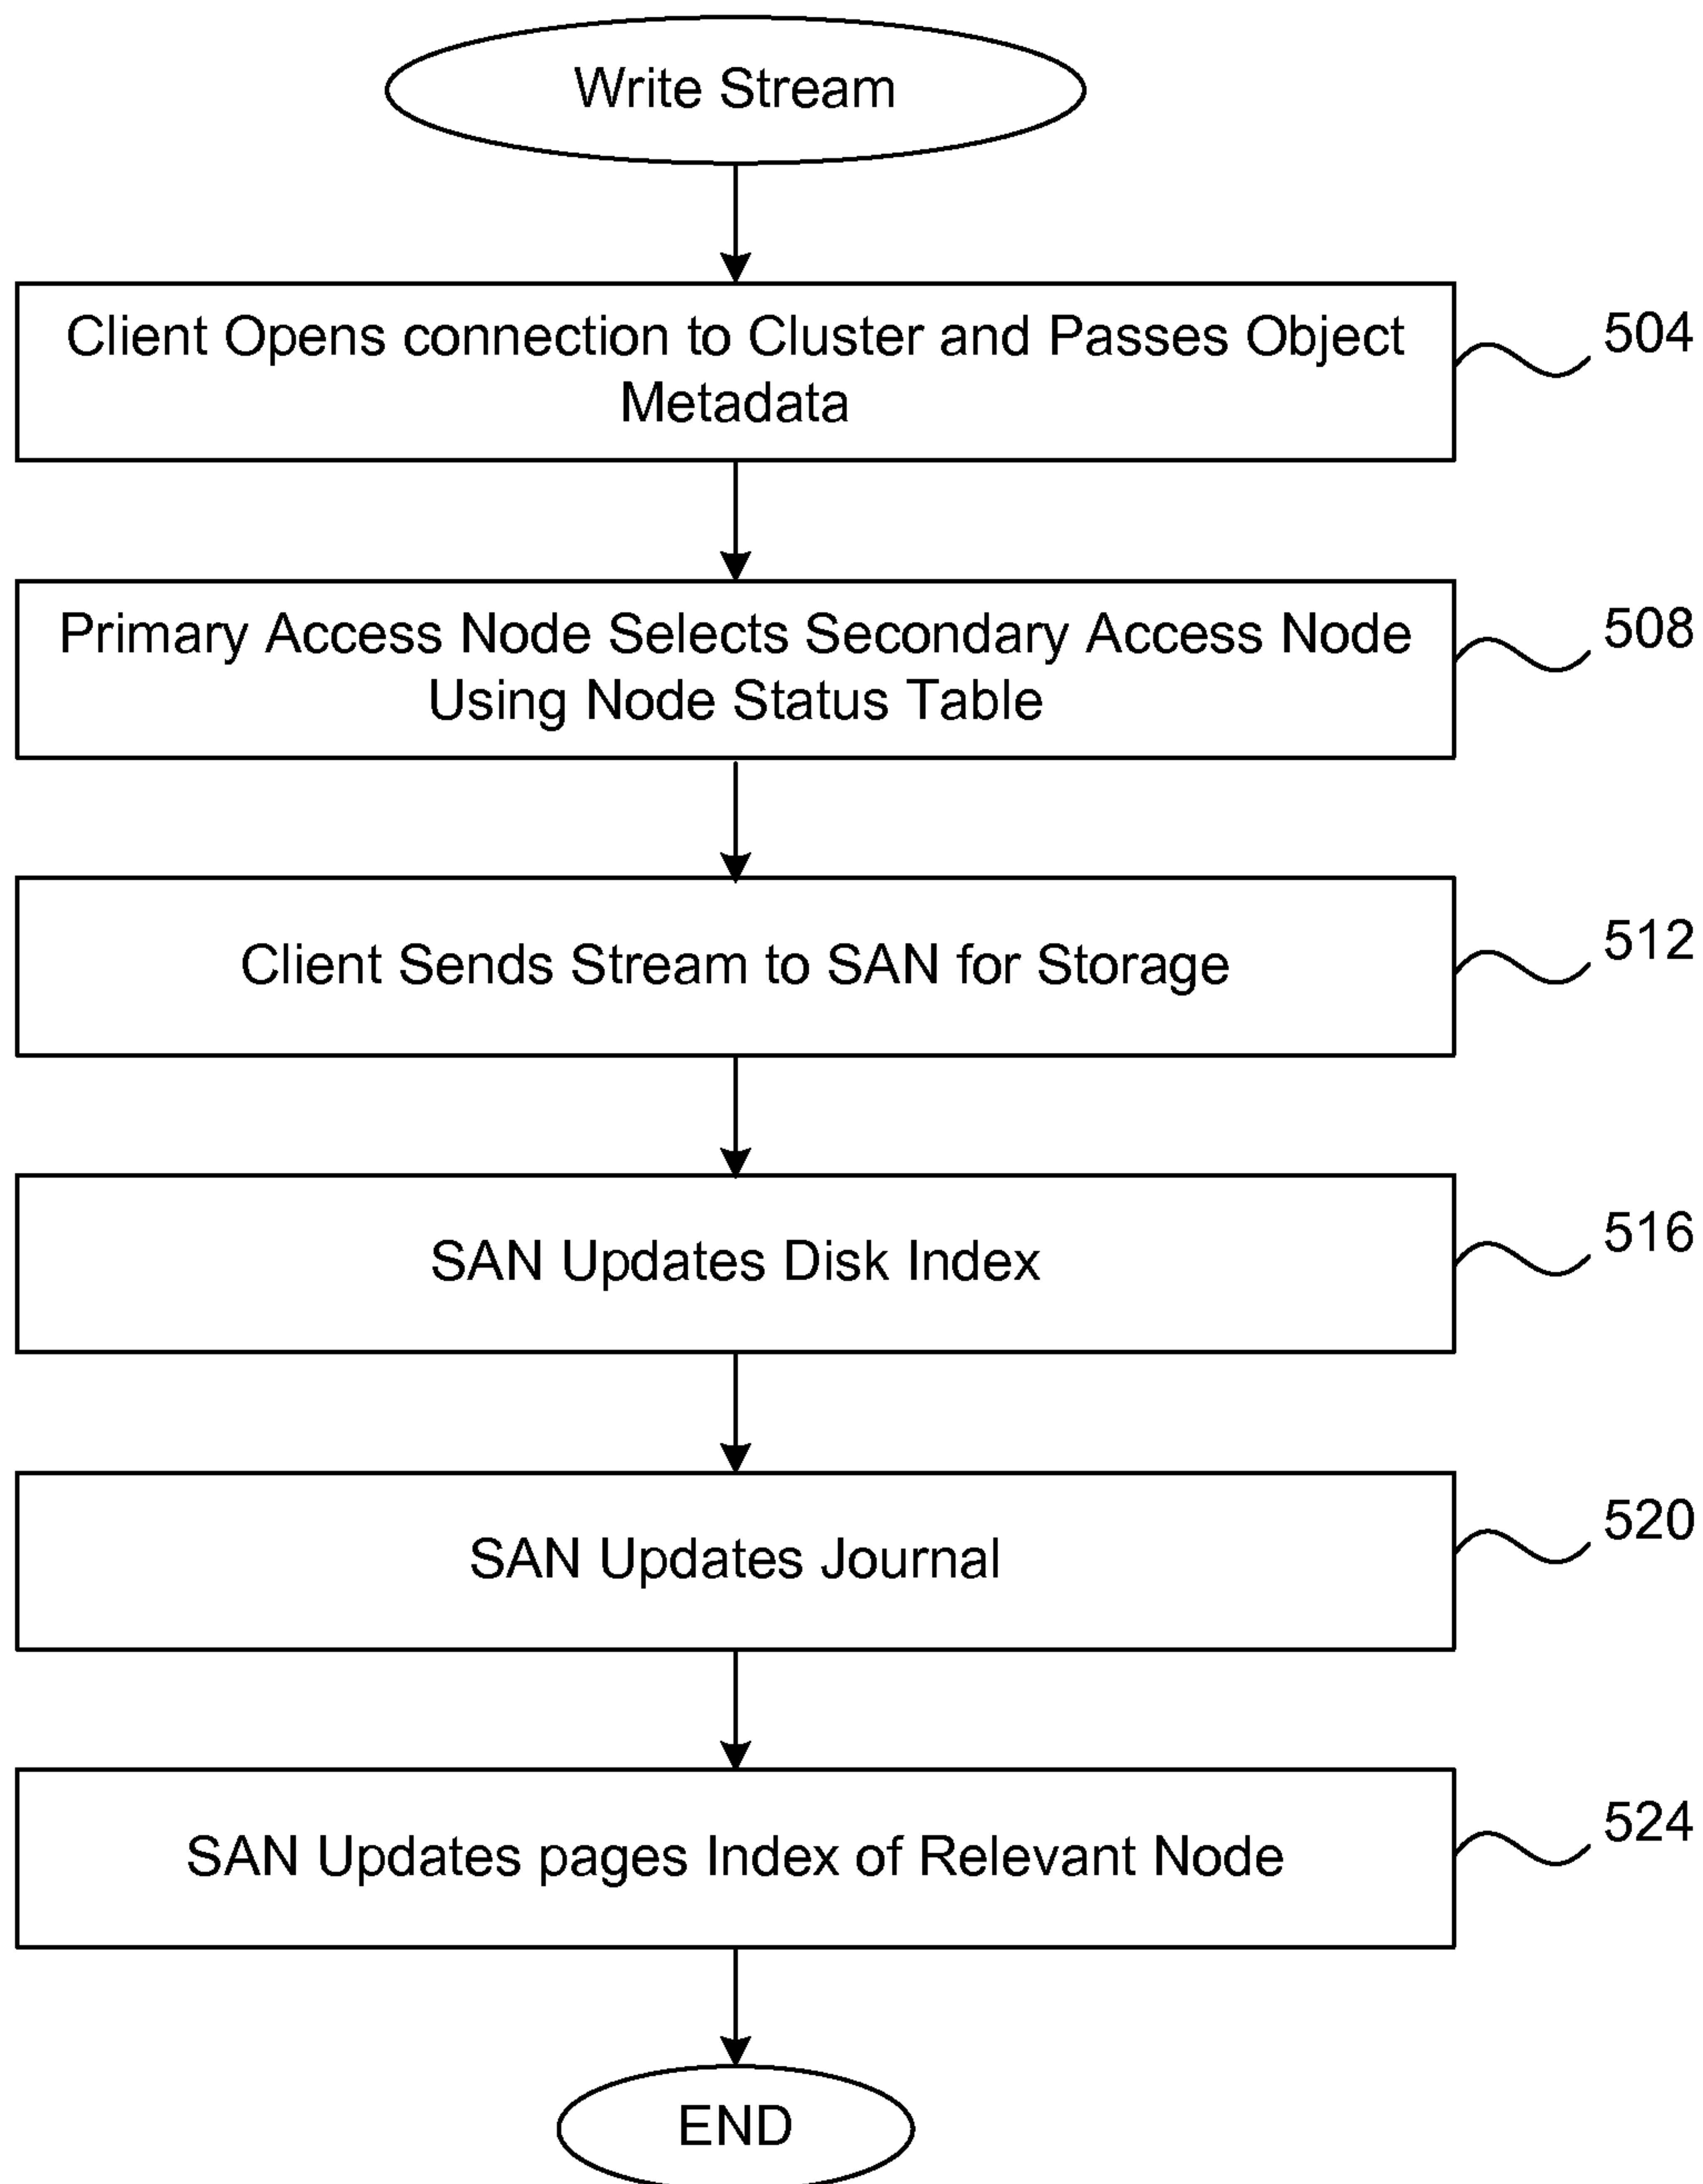 Write Stream
Client Opens connection to Cluster and Passes Object
Metadata
504
Primary Access Node Selects Secondary Access Node
Using Node Status Table
508
Client Sends Stream to SAN for Storage
512
SAN Updates Disk Index
516
SAN Updates Journal
520
SAN Updates pages Index of Relevant Node
524
END